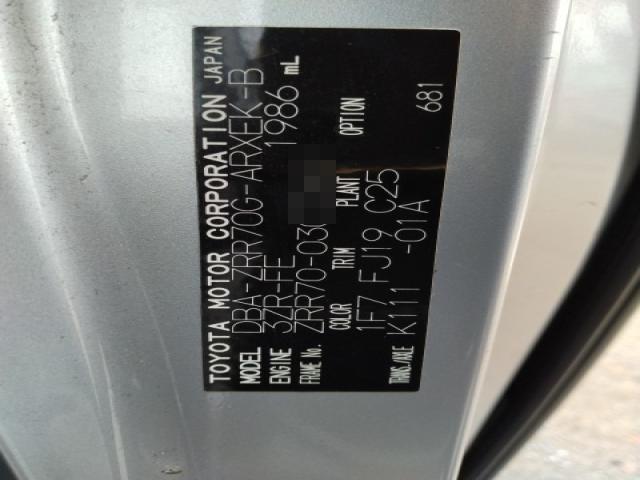 TOYOTA MOTOR CORPORATION JAPAN
MODEL DBA-ZRR70G-ARXEK-B
ENGINE 3ZR-FE 1986 mL
FRAME No. ZRR70-03
COLOR TRIM PLANT OPTION
1F7 FJ19 C25 681
TRANS./AXLE K111 -01A